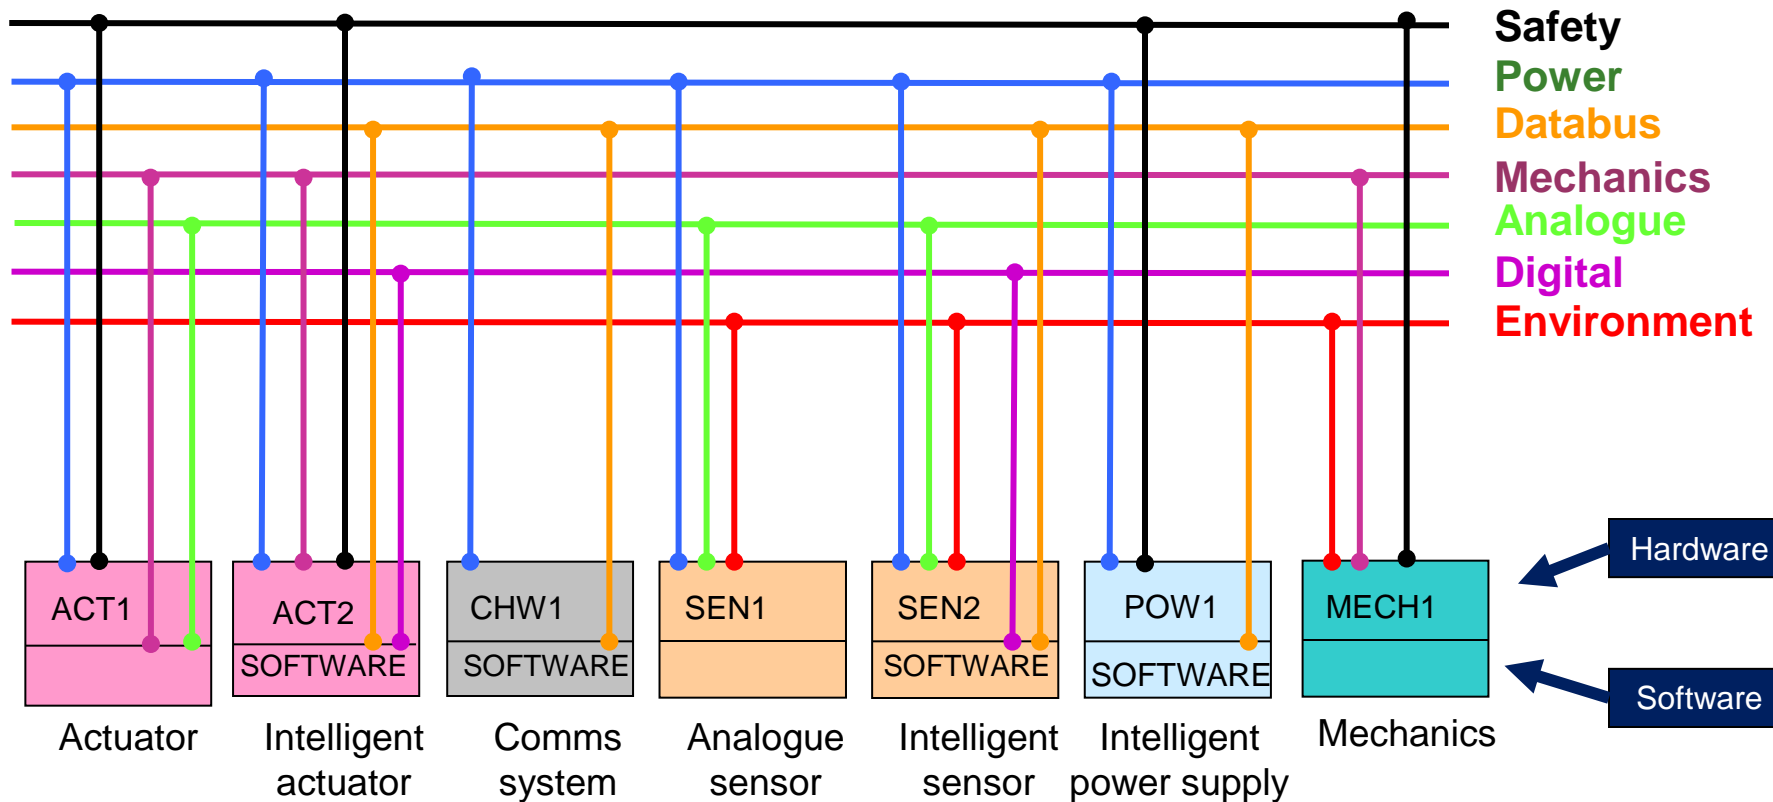 Safety
Power
Databus
Mechanics
Analogue
Digital
Environment
Hardware
ACT1
ACT2
CHW1
SEN1
SEN2
POW1
MECH1
SOFTWARE
SOFTWARE
SOFTWARE
SOFTWARE
Software
Actuator
Intelligent
actuator
Comms
system
Analogue
sensor
Intelligent
sensor
Intelligent
power supply
Mechanics